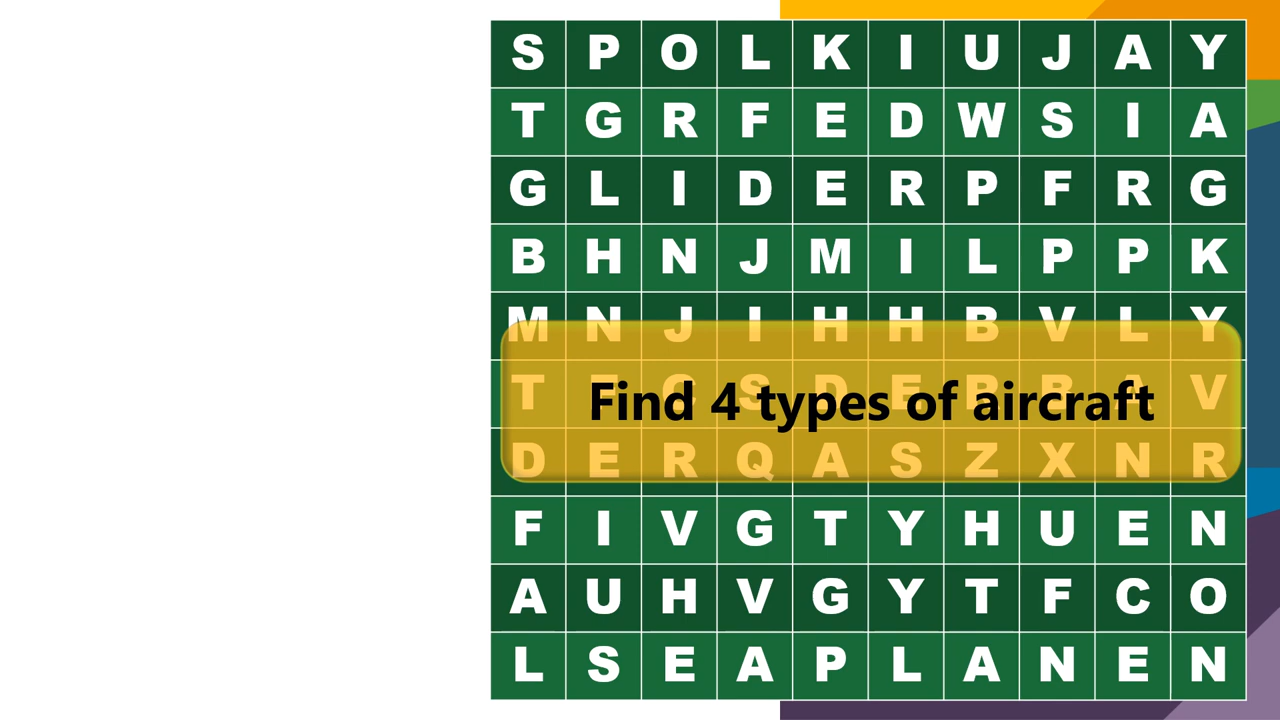 S P O L K I U J A Y
T G R F E D W S I A
G L I D E R P F R G
B H N J M I L P P K
M N J I H H B V L Y
T C S D E A V
Find 4 types of aircraft
D E R Q A S Z X N R
F I V G T Y H U E N
A U H V G Y T F C O
L S E A P L A N E N